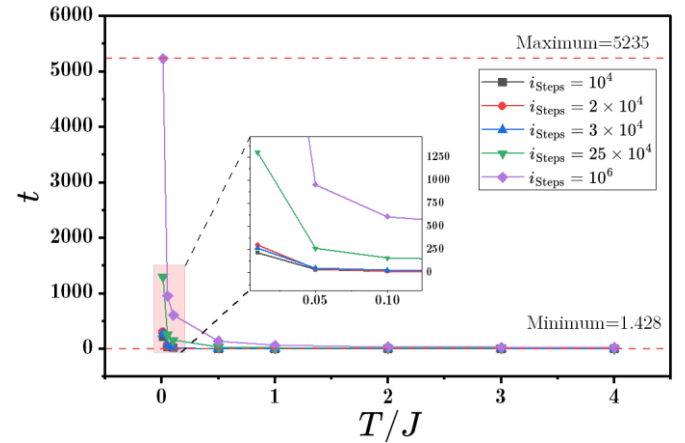 6000
Maximum=5235
5000
4000
3000
2000
1000
0
t
i_Steps = 10^4
i_Steps = 2 × 10^4
i_Steps = 3 × 10^4
i_Steps = 25 × 10^4
i_Steps = 10^6
1250
1000
750
500
250
0
0.05 0.10
Minimum=1.428
0 1 2 3 4
T/J